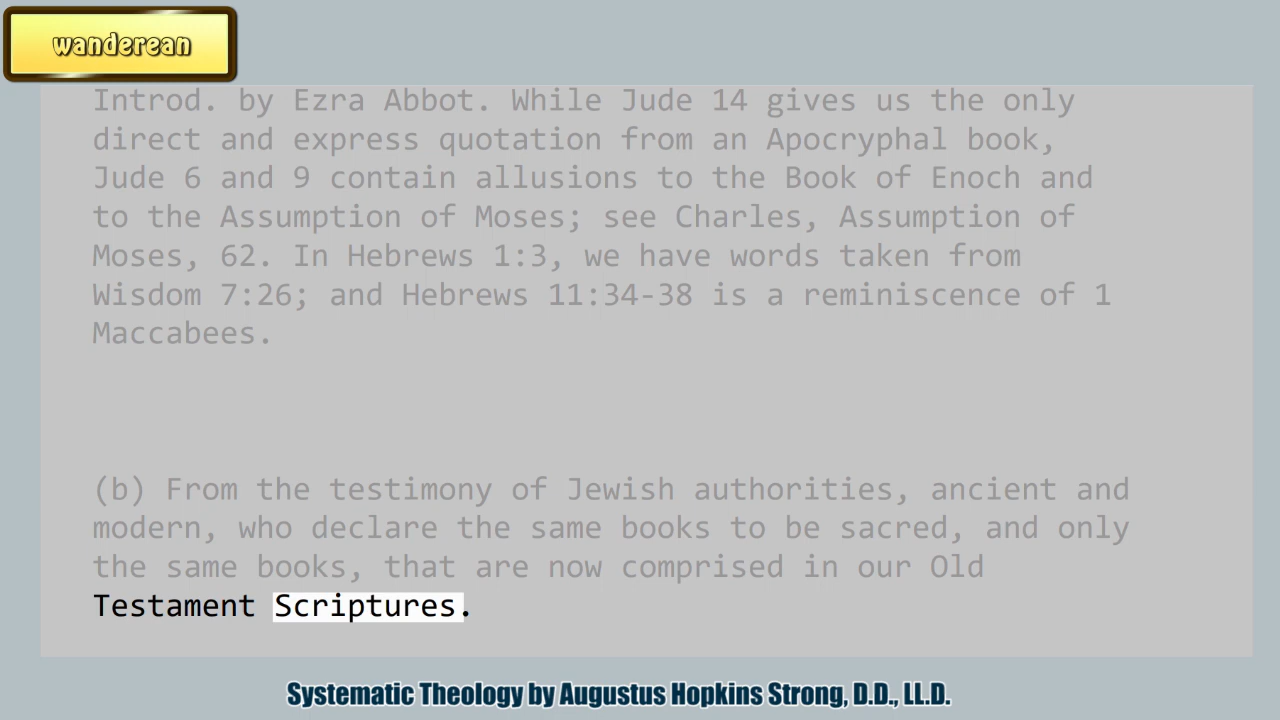 wanderean
Introd. by Ezra Abbot. While Jude 14 gives us the only
direct and express quotation from an Apocryphal book,
Jude 6 and 9 contain allusions to the Book of Enoch and
to the Assumption of Moses; see Charles, Assumption of
Moses, 62. In Hebrews 1:3, we have words taken from
Wisdom 7:26; and Hebrews 11:34-38 is a reminiscence of 1
Maccabees.
(b) From the testimony of Jewish authorities, ancient and
modern, who declare the same books to be sacred, and only
the same books, that are now comprised in our Old
Testament Scriptures.
Systematic Theology by Augustus Hopkins Strong, D.D., LL.D.